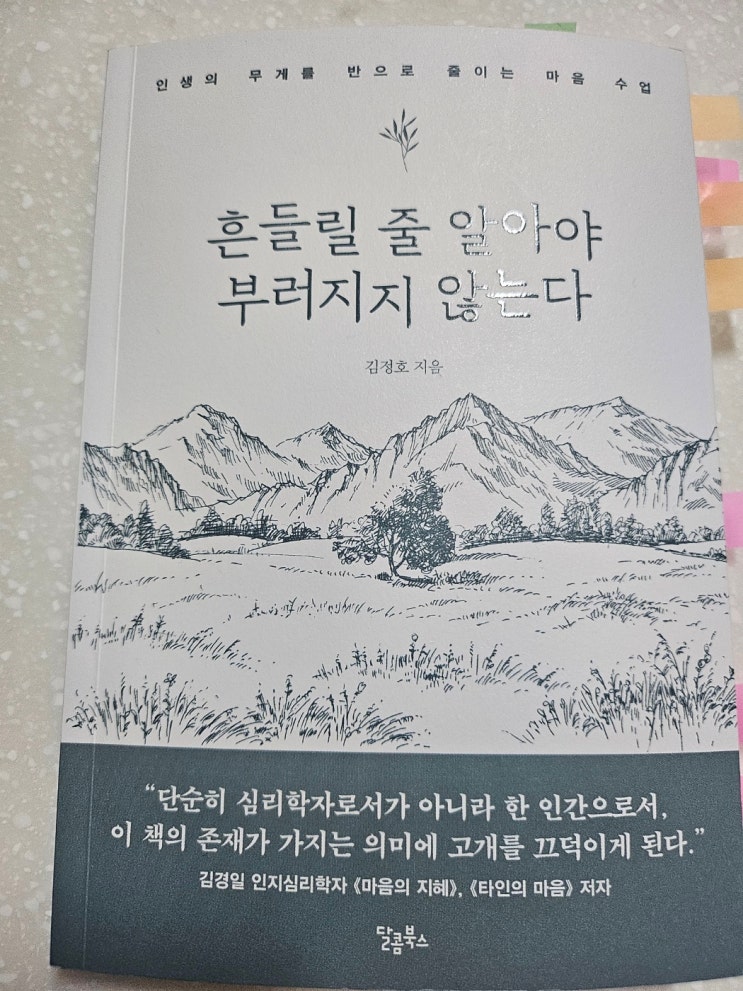 인생의 무게를 반으로 줄이는 마음 수업
흔들릴 줄 알아야
부러지지 않는다
김정호 지음
“단순히 심리학자로서가 아니라 한 인간으로서,
이 책의 존재가 가지는 의미에 고개를 끄덕이게 된다.”
김경일 인지심리학자 《마음의 지혜》, 《타인의 마음》 저자
달콤북스